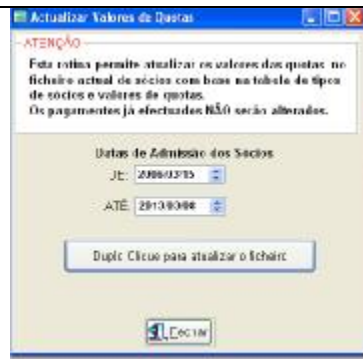 Actualizar Valores de Quotas
ATENÇÃO
Esta rotina permite atualizar os valores das quotas no
ficheiro actual de sócios com base na tabela de tipos
de sócios e valores de quotas.
Os pagamentos já efectuados NÃO serão alterados.
Datas de Admissão dos Sócios
DE:
ATÉ:
Duplo Clique para atualizar o ficheiro
Fechar